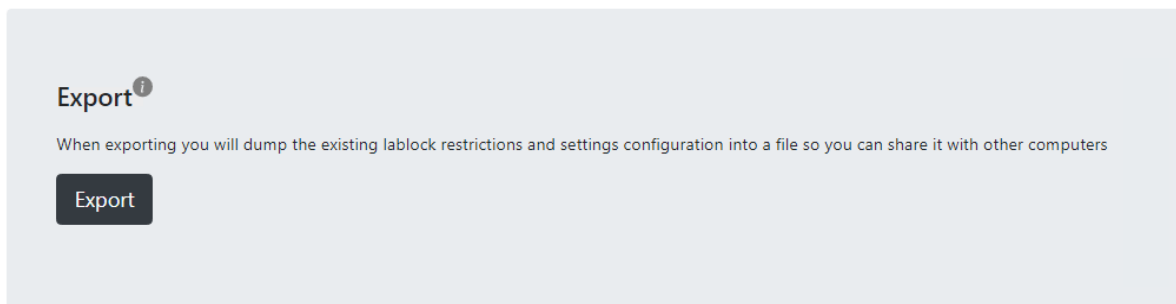 Export
When exporting you will dump the existing lablock restrictions and settings configuration into a file so you can share it with other computers
Export